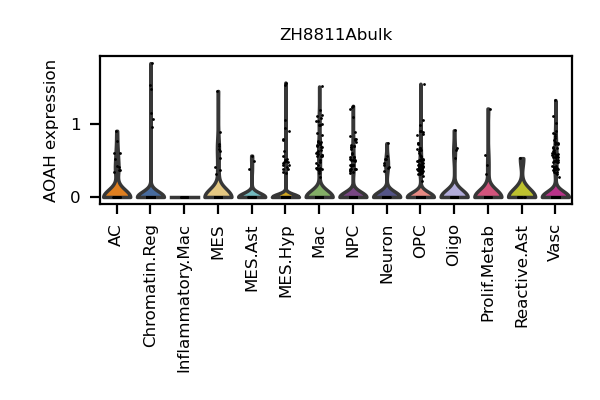 ZH8811Abulk
AOAH expression
1
0
AC
Chromatin.Reg
Inflammatory.Mac
MES
MES.Ast
MES.Hyp
Mac
NPC
Neuron
OPC
Oligo
Prolif.Metab
Reactive.Ast
Vasc